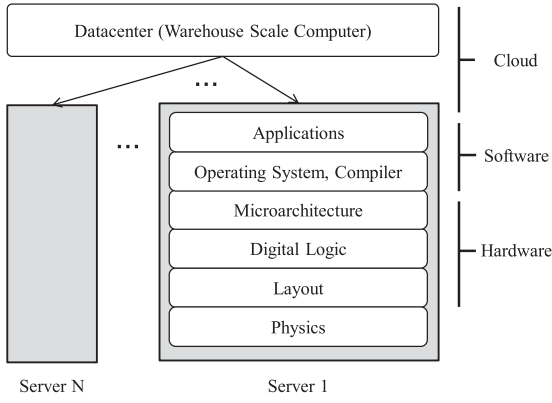 Datacenter (Warehouse Scale Computer)
Cloud
...
...
Applications
Operating System, Compiler
Software
Microarchitecture
Digital Logic
Hardware
Layout
Physics
Server N
Server 1